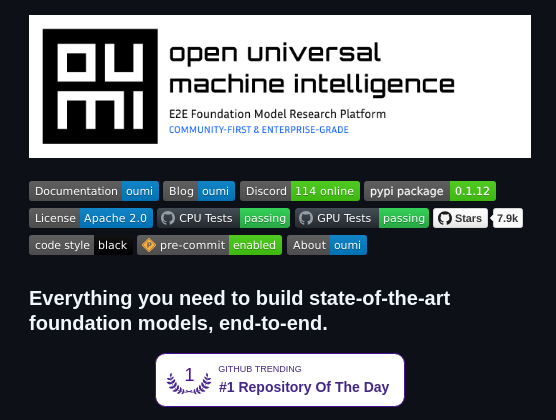 oumi
open universal
machine intelligence
E2E Foundation Model Research Platform
COMMUNITY-FIRST & ENTERPRISE-GRADE
Documentation oumi Blog oumi Discord 114 online pypi package 0.1.12
License Apache 2.0 CPU Tests passing GPU Tests passing Stars 7.9k
code style black P pre-commit enabled About oumi
Everything you need to build state-of-the-art
foundation models, end-to-end.
1 GITHUB TRENDING
#1 Repository Of The Day